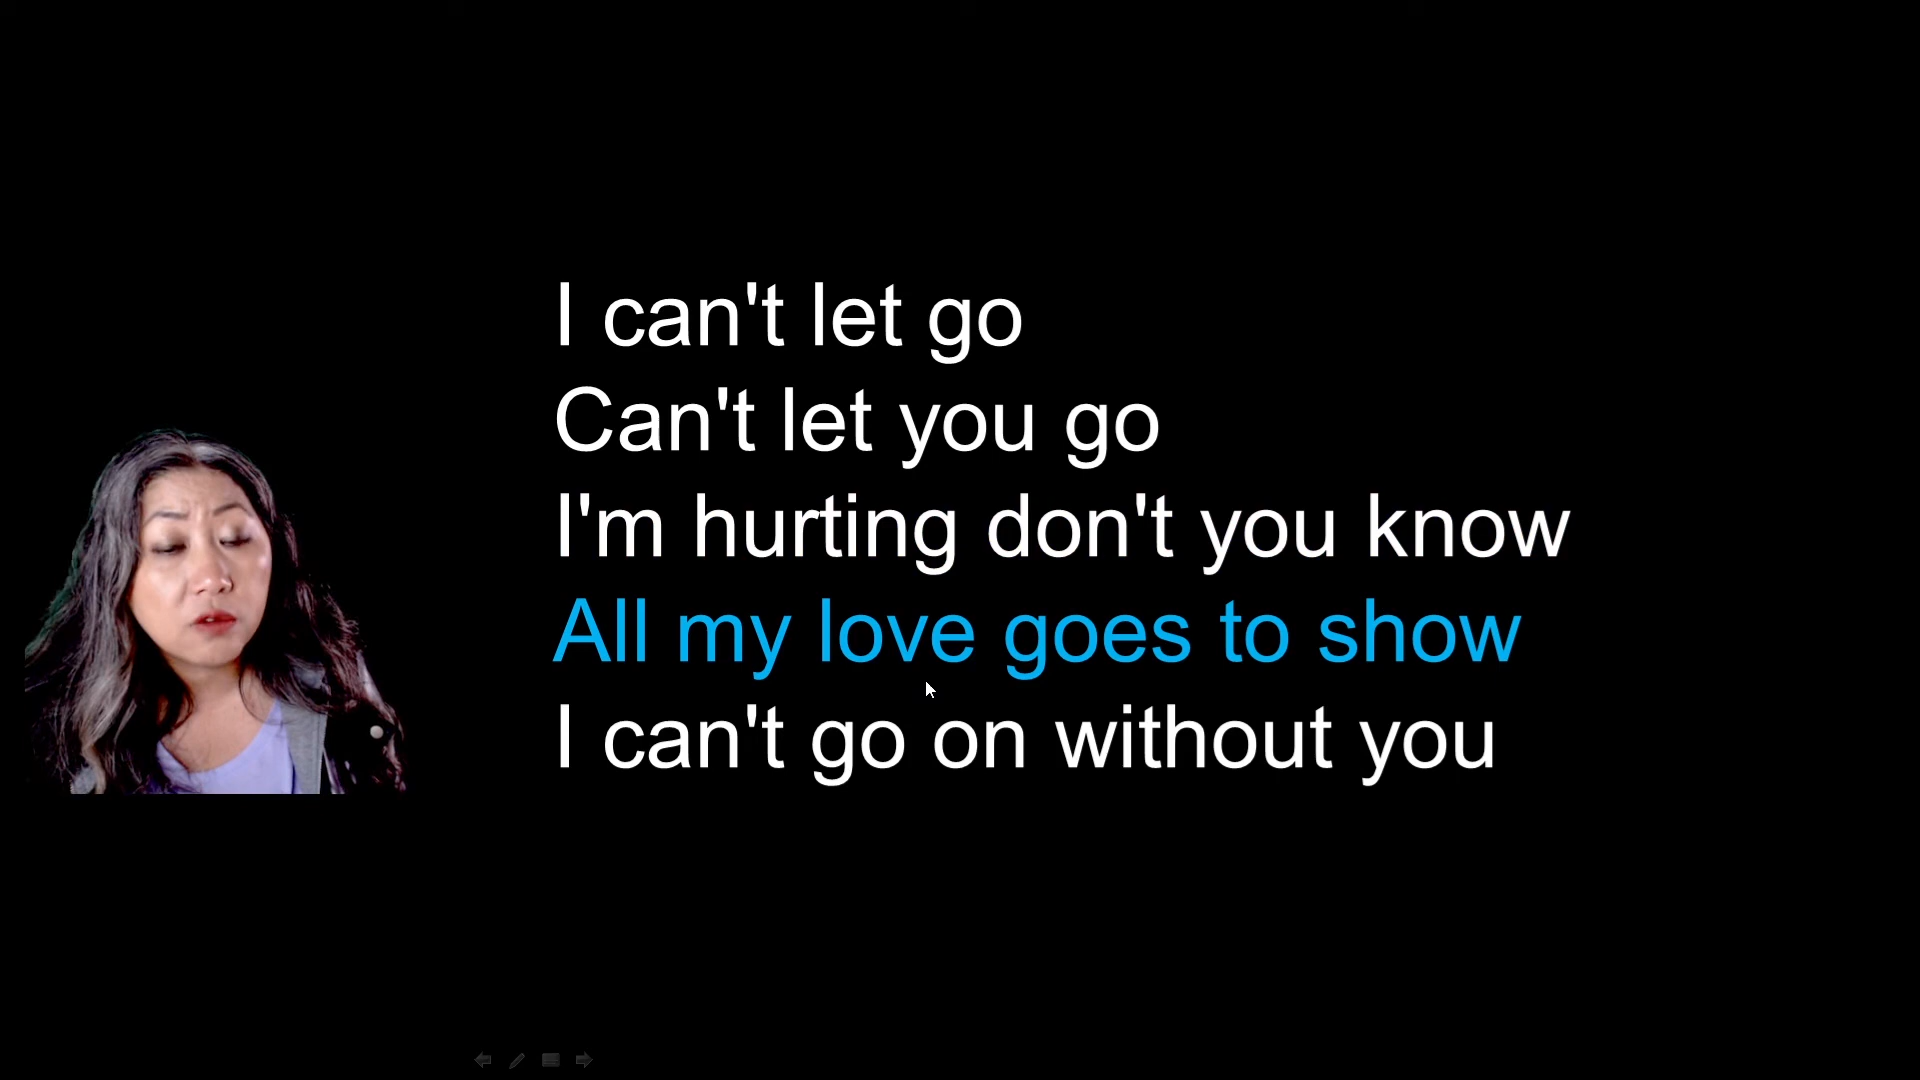 I can't let go
Can't let you go
I'm hurting don't you know
All my love goes to show
I can't go on without you